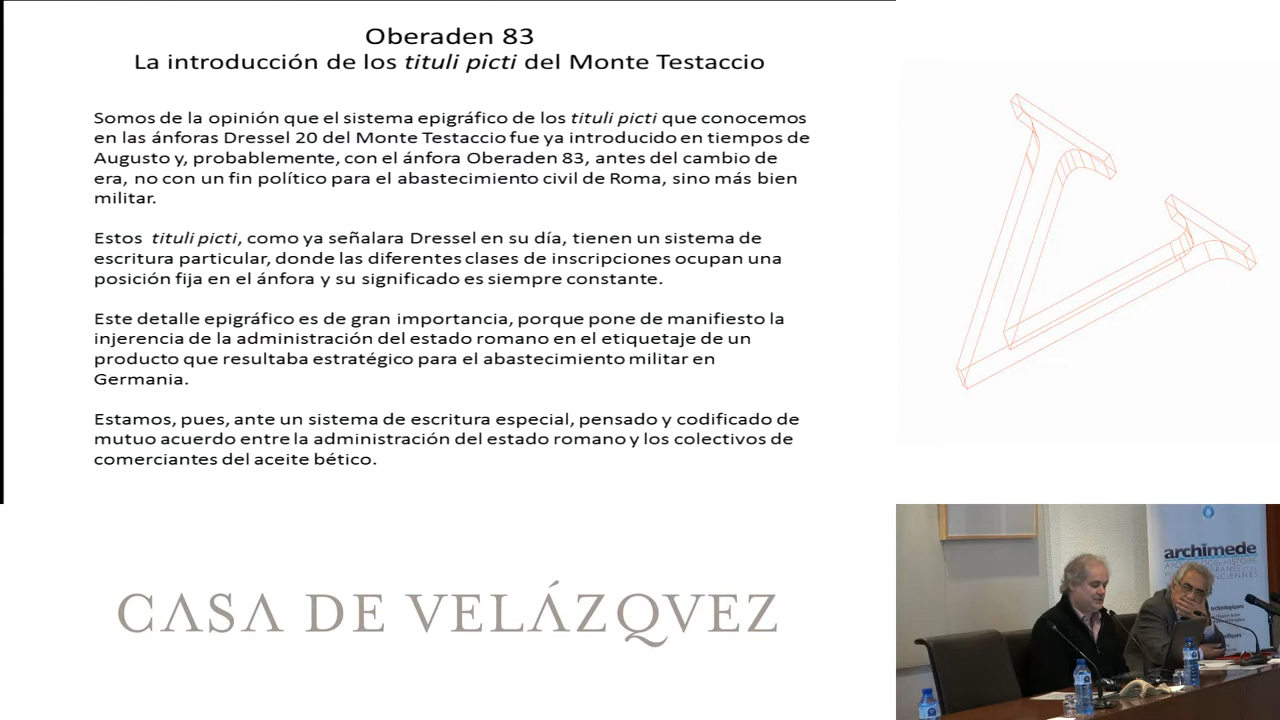 Oberaden 83
La introducción de los tituli picti del Monte Testaccio
Somos de la opinión que el sistema epigráfico de los tituli picti que conocemos
en las ánforas Dressel 20 del Monte Testaccio fue ya introducido en tiempos de
Augusto y, probablemente, con el ánfora Oberaden 83, antes del cambio de
era, no con un fin político para el abastecimiento civil de Roma, sino más bien
militar.
Estos tituli picti, como ya señalara Dressel en su día, tienen un sistema de
escritura particular, donde las diferentes clases de inscripciones ocupan una
posición fija en el ánfora y su significado es siempre constante.
Este detalle epigráfico es de gran importancia, porque pone de manifiesto la
injerencia de la administración del estado romano en el etiquetaje de un
producto que resultaba estratégico para el abastecimiento militar en
Germania.
Estamos, pues, ante un sistema de escritura especial, pensado y codificado de
mutuo acuerdo entre la administración del estado romano y los colectivos de
comerciantes del aceite bético.
CASA DE VELÁZQVEZ
archimede